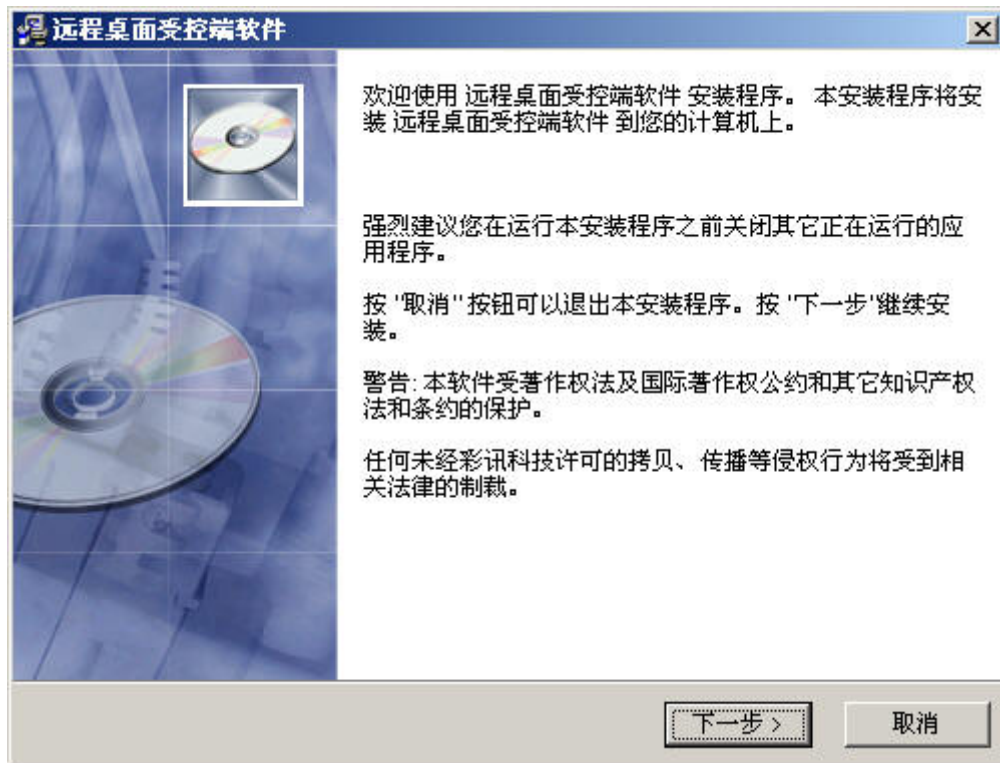 远程桌面受控端软件
欢迎使用 远程桌面受控端软件 安装程序。 本安装程序将安
装 远程桌面受控端软件 到您的计算机上。
强烈建议您在运行本安装程序之前关闭其它正在运行的应
用程序。
按 "取消" 按钮可以退出本安装程序。按 "下一步"继续安
装。
警告: 本软件受著作权法及国际著作权公约和其它知识产权
法和条约的保护。
任何未经彩讯科技许可的拷贝、传播等侵权行为将受到相
关法律的制裁。
下一步 >
取消